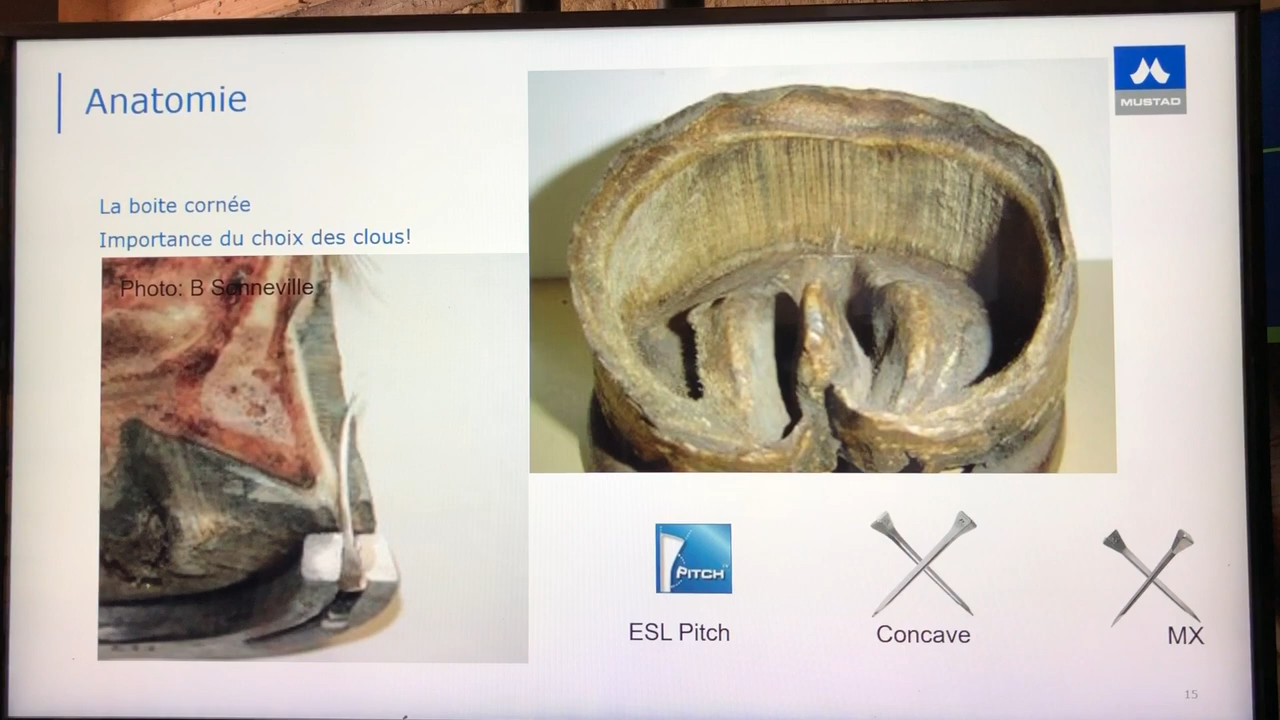 Anatomie
MUSTAD
La boite cornée
Importance du choix des clous!
Photo: B Sonneville
PITCH
ESL Pitch
Concave
MX
15